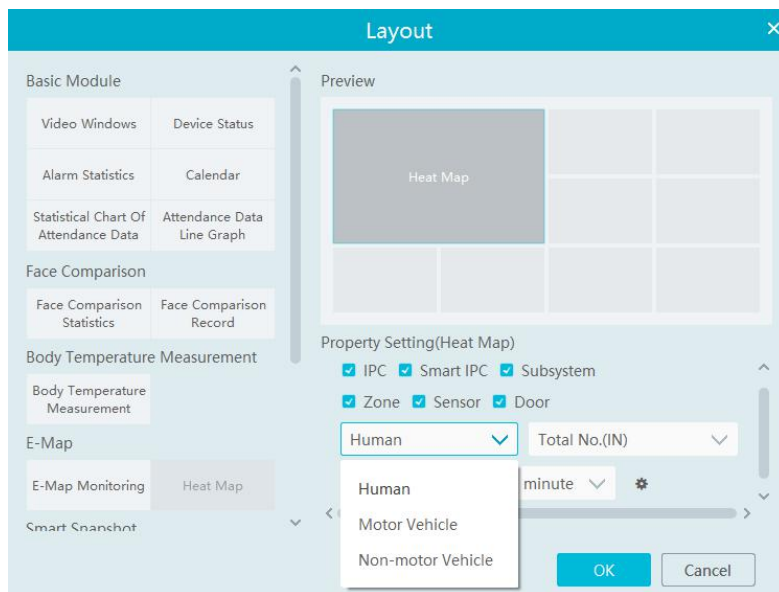 Layout
Basic Module
Video Windows
Device Status
Alarm Statistics
Calendar
Statistical Chart Of
Attendance Data
Attendance Data
Line Graph
Face Comparison
Face Comparison
Statistics
Face Comparison
Record
Body Temperature Measurement
Body Temperature
Measurement
E-Map
E-Map Monitoring
Heat Map
Smart Snapshot
Preview
Heat Map
Property Setting(Heat Map)
IPC Smart IPC Subsystem
Zone Sensor Door
Human
Total No.(IN)
minute
Human
Motor Vehicle
Non-motor Vehicle
OK
Cancel